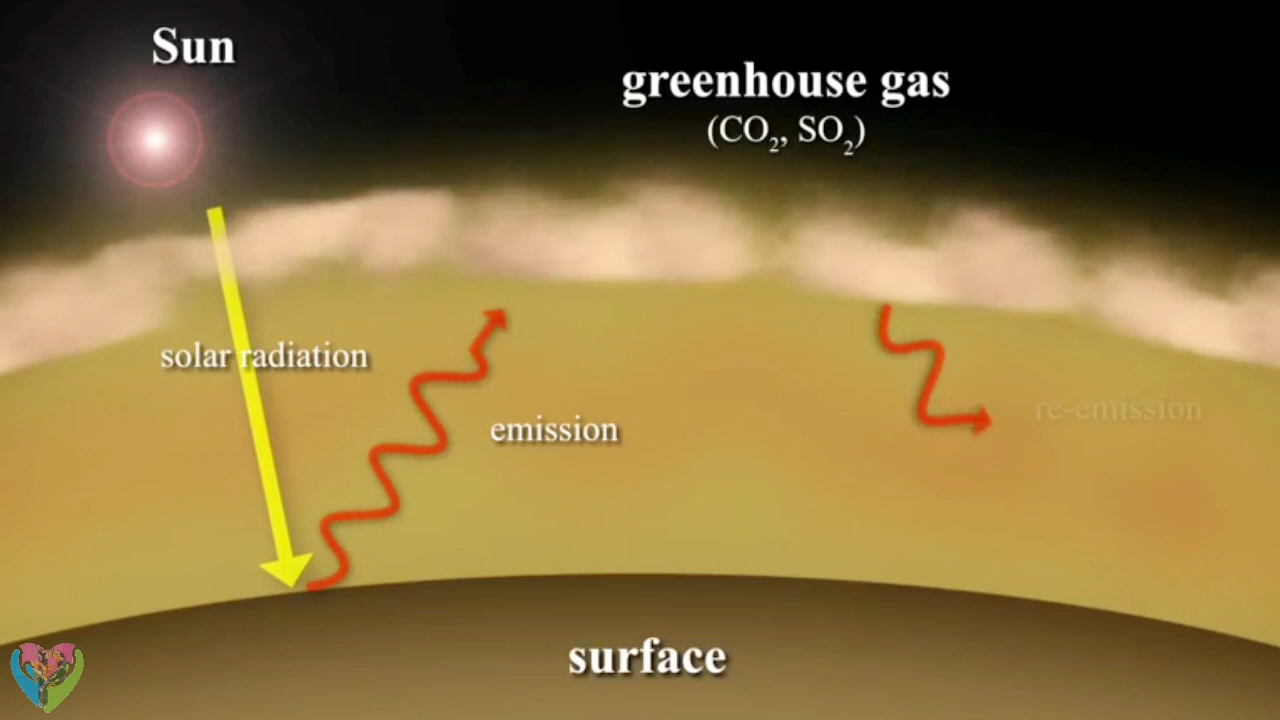 Sun
greenhouse gas
(CO₂, SO₂)
solar radiation
emission
re-emission
surface